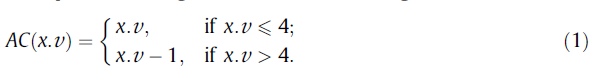 AC(x.v) = { x.v, if x.v ⩽ 4;
x.v − 1, if x.v > 4. (1)